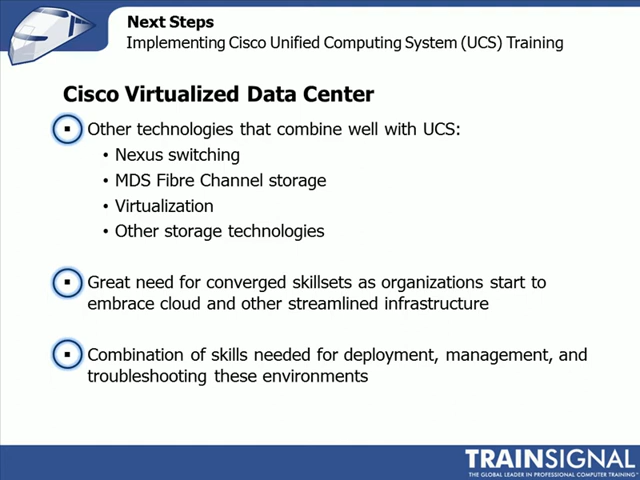 Next Steps
Implementing Cisco Unified Computing System (UCS) Training
Cisco Virtualized Data Center
▪ Other technologies that combine well with UCS:
• Nexus switching
• MDS Fibre Channel storage
• Virtualization
• Other storage technologies
▪ Great need for converged skillsets as organizations start to
embrace cloud and other streamlined infrastructure
▪ Combination of skills needed for deployment, management, and
troubleshooting these environments
TRAINSIGNAL
THE GLOBAL LEADER IN PROFESSIONAL COMPUTER TRAINING™